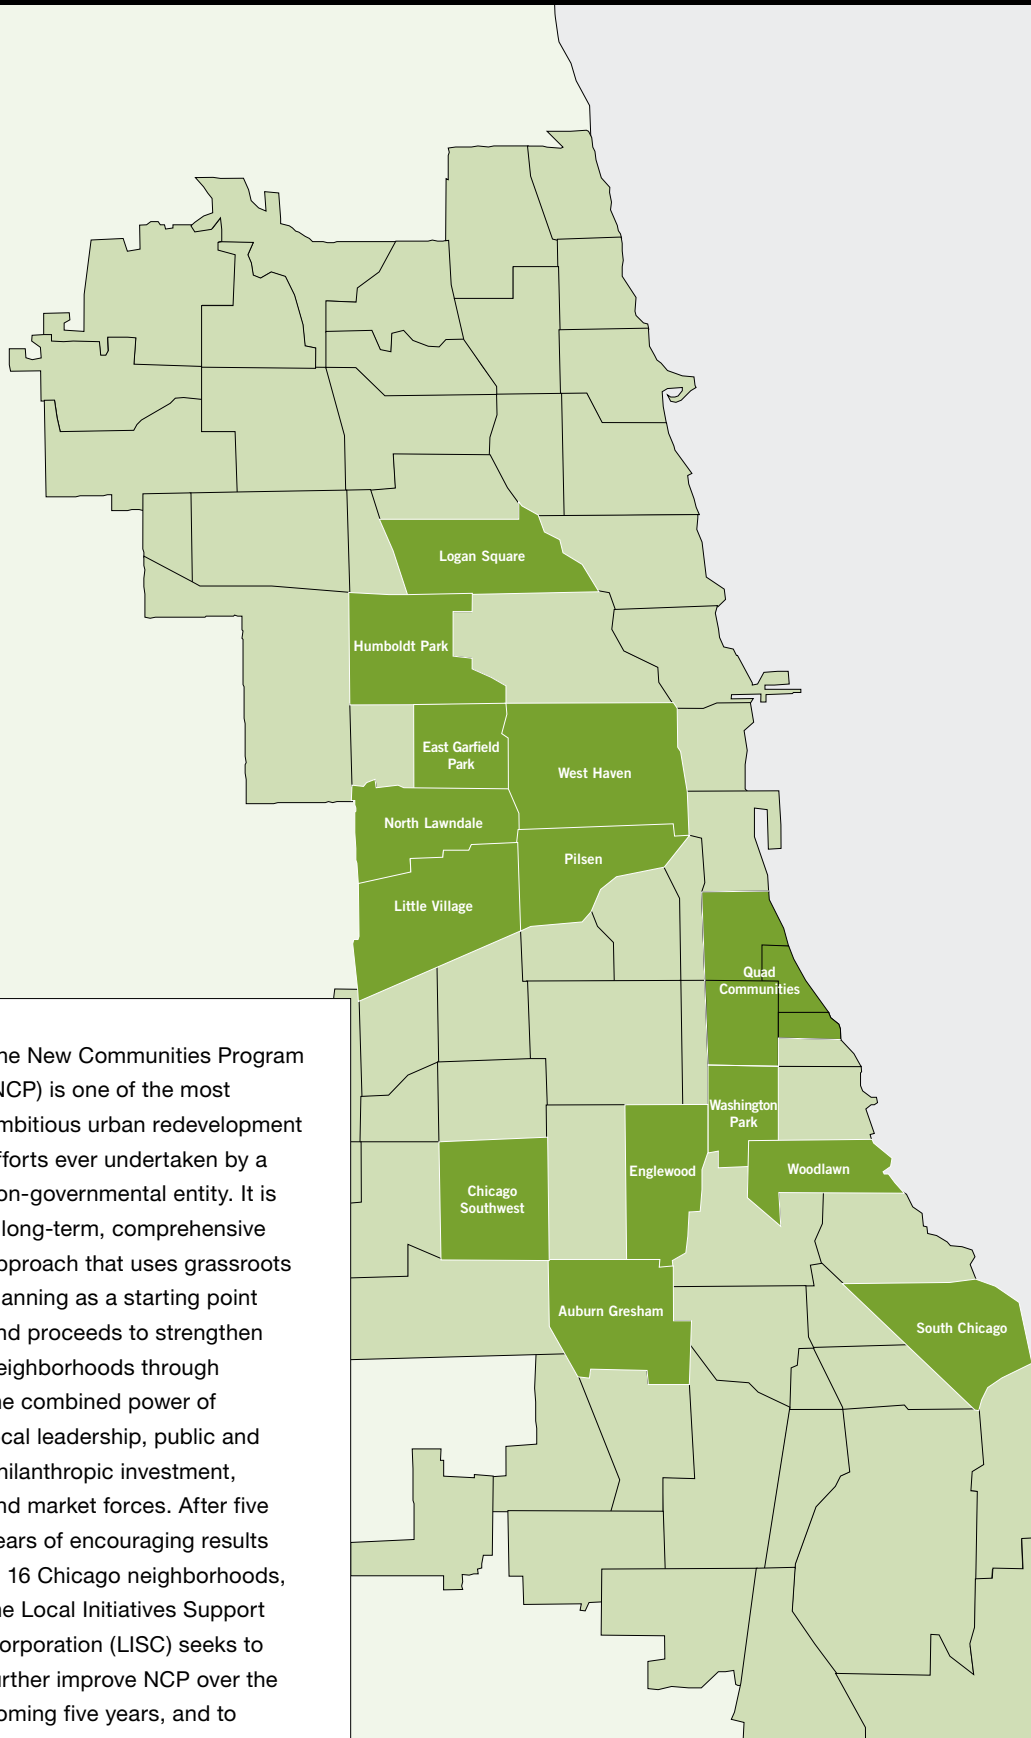 Logan Square
Humboldt Park
East Garfield
Park
West Haven
North Lawndale
Pilsen
Little Village
Quad
Communities
Washington
Park
Englewood
Woodlawn
Chicago
Southwest
Auburn Gresham
South Chicago
he New Communities Program
NCP) is one of the most
mbitious urban redevelopment
fforts ever undertaken by a
on-governmental entity. It is
long-term, comprehensive
pproach that uses grassroots
anning as a starting point
nd proceeds to strengthen
eighborhoods through
he combined power of
cal leadership, public and
hilanthropic investment,
nd market forces. After five
ears of encouraging results
16 Chicago neighborhoods,
he Local Initiatives Support
orporation (LISC) seeks to
urther improve NCP over the
oming five years, and to